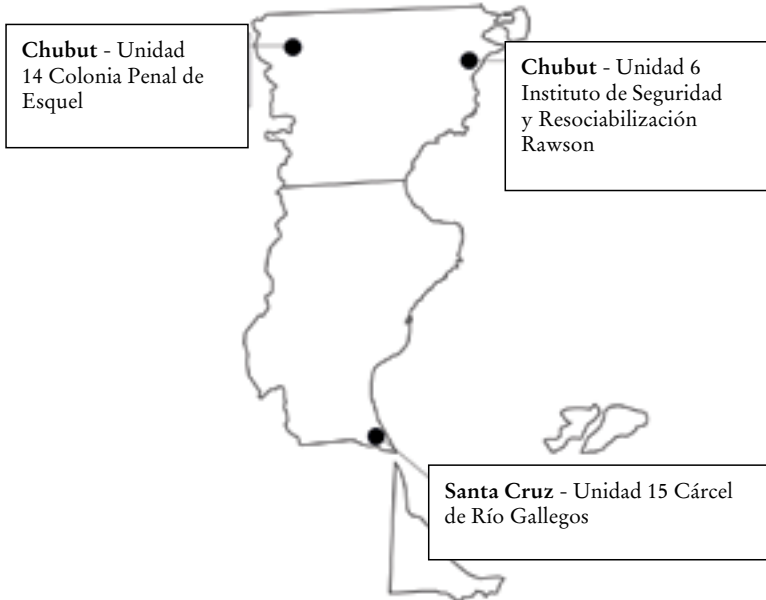 Chubut - Unidad
14 Colonia Penal de
Esquel
Chubut - Unidad 6
Instituto de Seguridad
y Resociabilización
Rawson
Santa Cruz - Unidad 15 Cárcel
de Río Gallegos